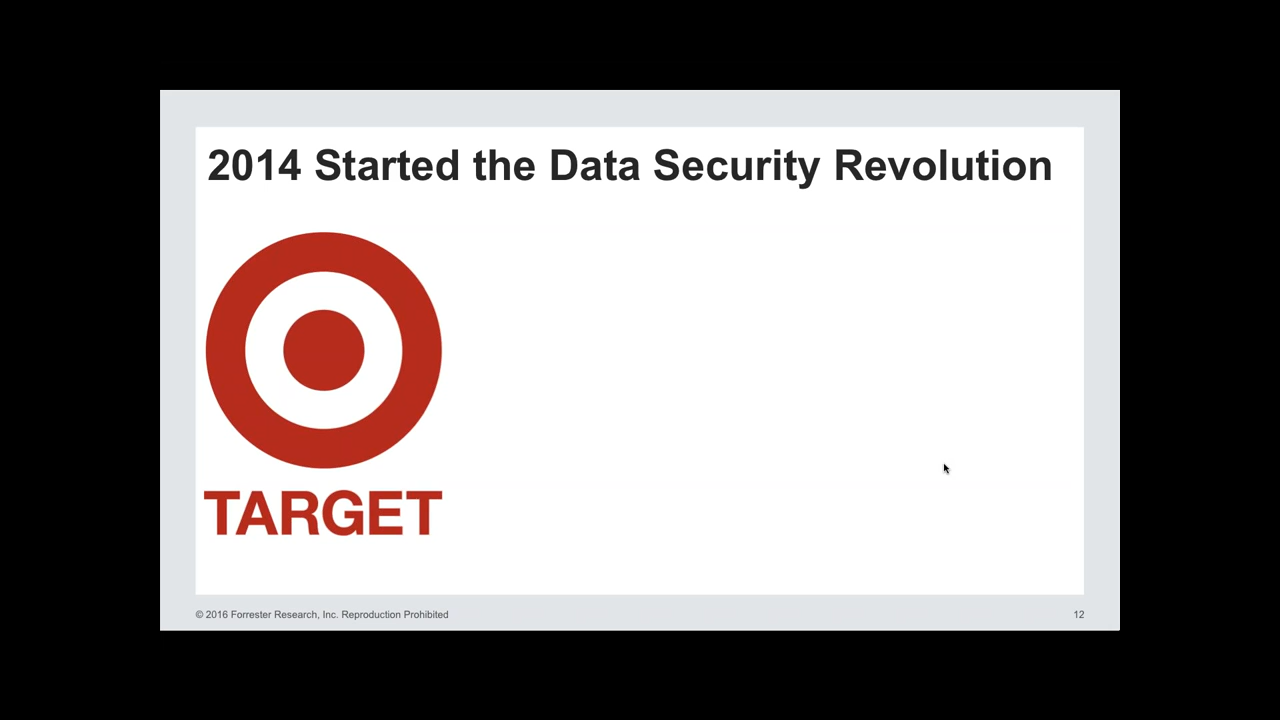 2014 Started the Data Security Revolution
TARGET
© 2016 Forrester Research, Inc. Reproduction Prohibited
12